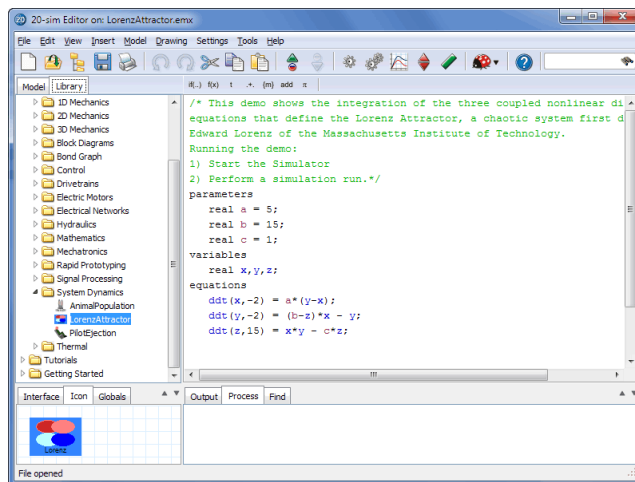 20-sim Editor on: LorenzAttractor.emx
File Edit View Insert Model Drawing Settings Tools Help
Model Library
if(..) f(x) t .+. (m) add π
1D Mechanics
2D Mechanics
3D Mechanics
Block Diagrams
Bond Graph
Control
Drivetrains
Electric Motors
Electrical Networks
Hydraulics
Mathematics
Mechatronics
Rapid Prototyping
Signal Processing
System Dynamics
AnimalPopulation
LorenzAttractor
PilotEjection
Thermal
Tutorials
Getting Started
/* This demo shows the integration of the three coupled nonlinear di
equations that define the Lorenz Attractor, a chaotic system first d
Edward Lorenz of the Massachusetts Institute of Technology.
Running the demo:
1) Start the Simulator
2) Perform a simulation run.*/
parameters
real a = 5;
real b = 15;
real c = 1;
variables
real x,y,z;
equations
ddt(x,-2) = a*(y-x);
ddt(y,-2) = (b-z)*x - y;
ddt(z,15) = x*y - c*z;
Interface Icon Globals
Lorenz
Output Process Find
File opened